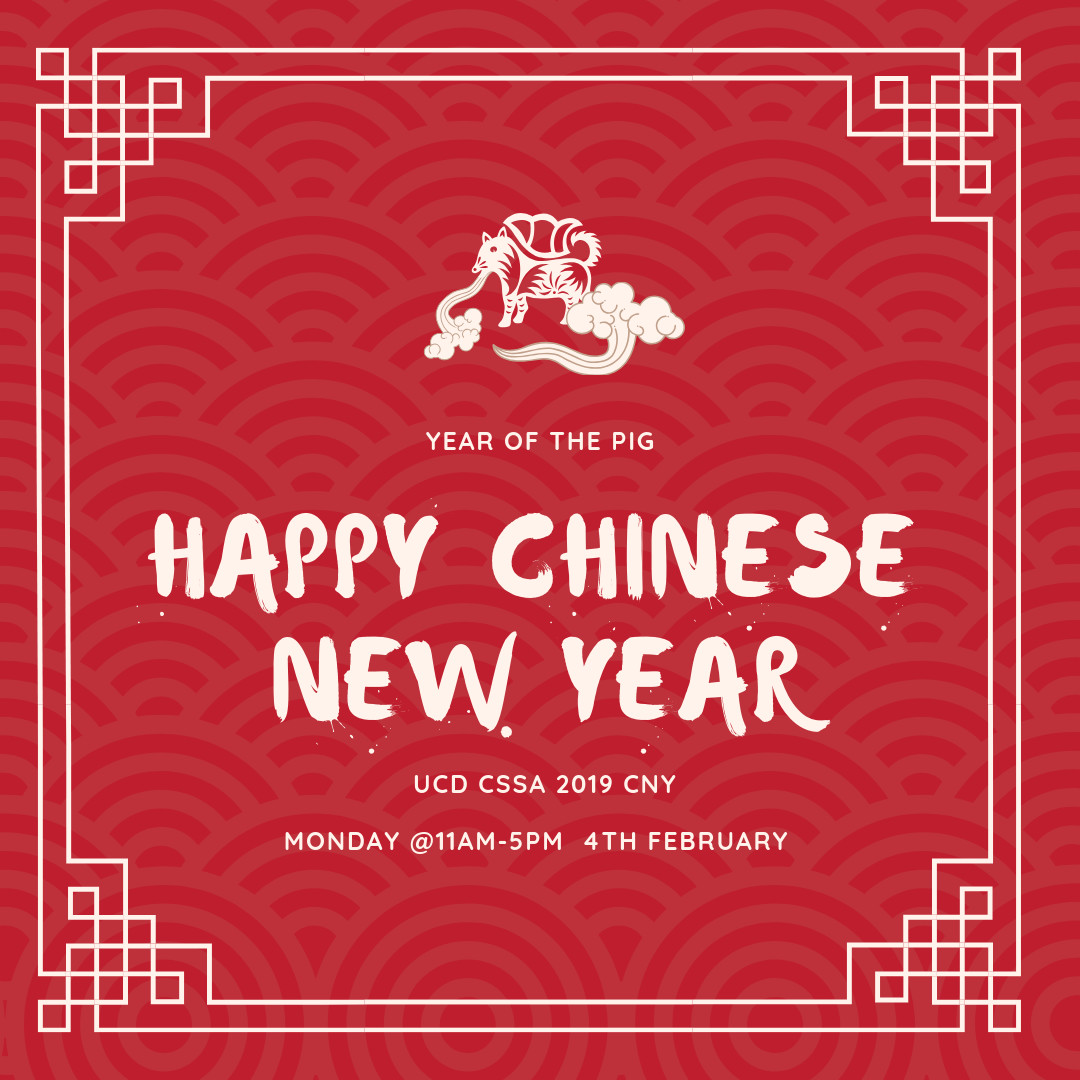 YEAR OF THE PIG
HAPPY CHINESE
NEW YEAR
UCD CSSA 2019 CNY
MONDAY @11AM-5PM 4TH FEBRUARY